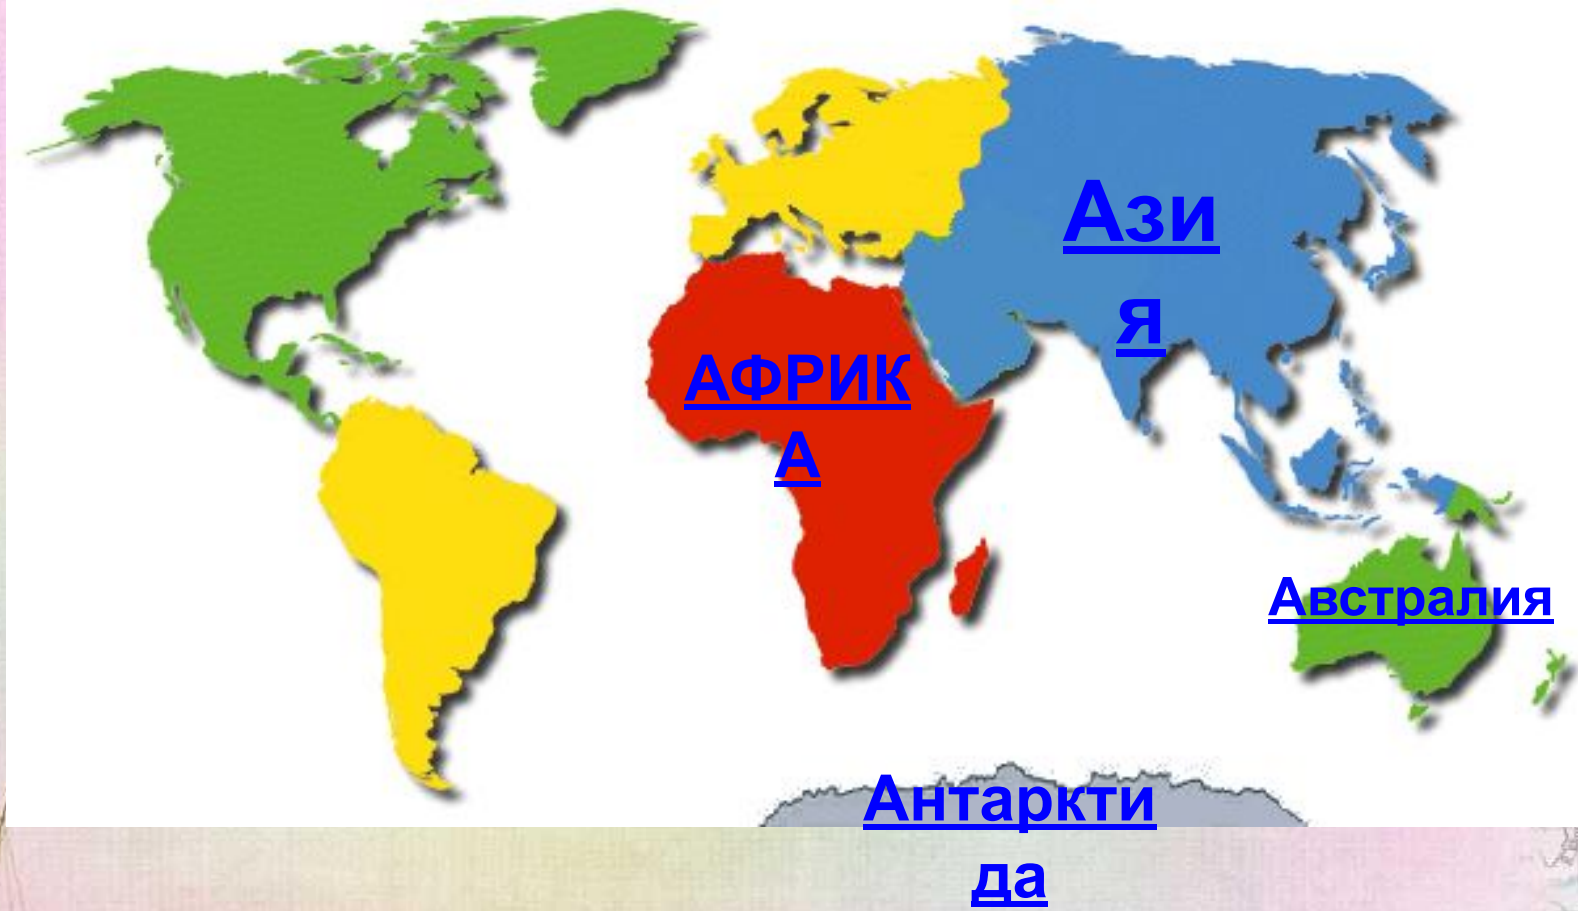 Ази
я
АФРИК
А
Австралия
Антаркти
да